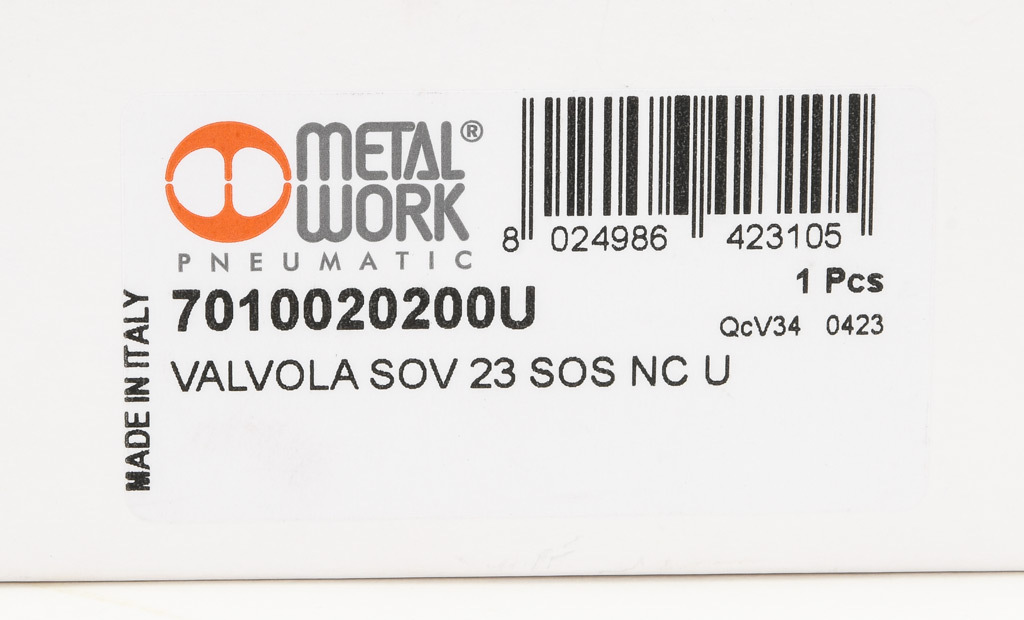 METAL®
WORK
PNEUMATIC
8 024986 423105
1 Pcs
7010020200U
QcV34 0423
VALVOLA SOV 23 SOS NC U
MADE IN ITALY